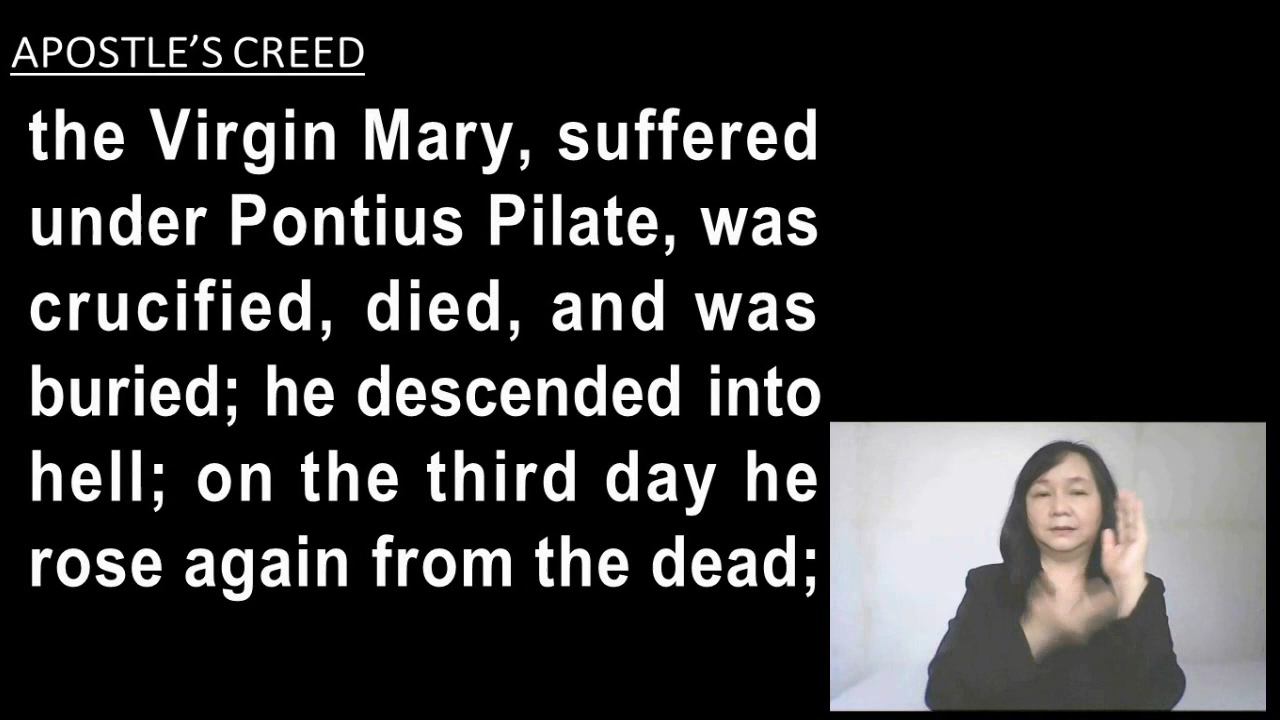 APOSTLE’S CREED
the Virgin Mary, suffered
under Pontius Pilate, was
crucified, died, and was
buried; he descended into
hell; on the third day he
rose again from the dead;